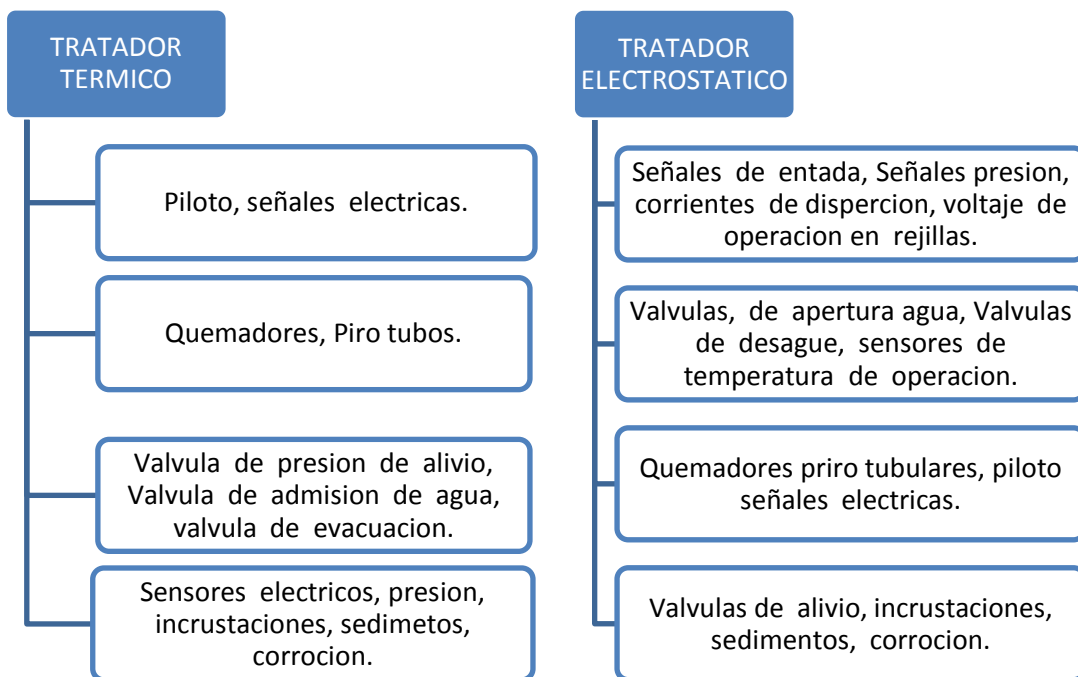 TRATADOR
TERMICO
Piloto, señales electricas.
Quemadores, Piro tubos.
Valvula de presion de alivio,
Valvula de admision de agua,
valvula de evacuacion.
Sensores electricos, presion,
incrustaciones, sedimetos,
corrocion.
TRATADOR
ELECTROSTATICO
Señales de entada, Señales presion,
corrientes de dispercion, voltaje de
operacion en rejillas.
Valvulas, de apertura agua, Valvulas
de desague, sensores de
temperatura de operacion.
Quemadores priro tubulares, piloto
señales electricas.
Valvulas de alivio, incrustaciones,
sedimentos, corrocion.